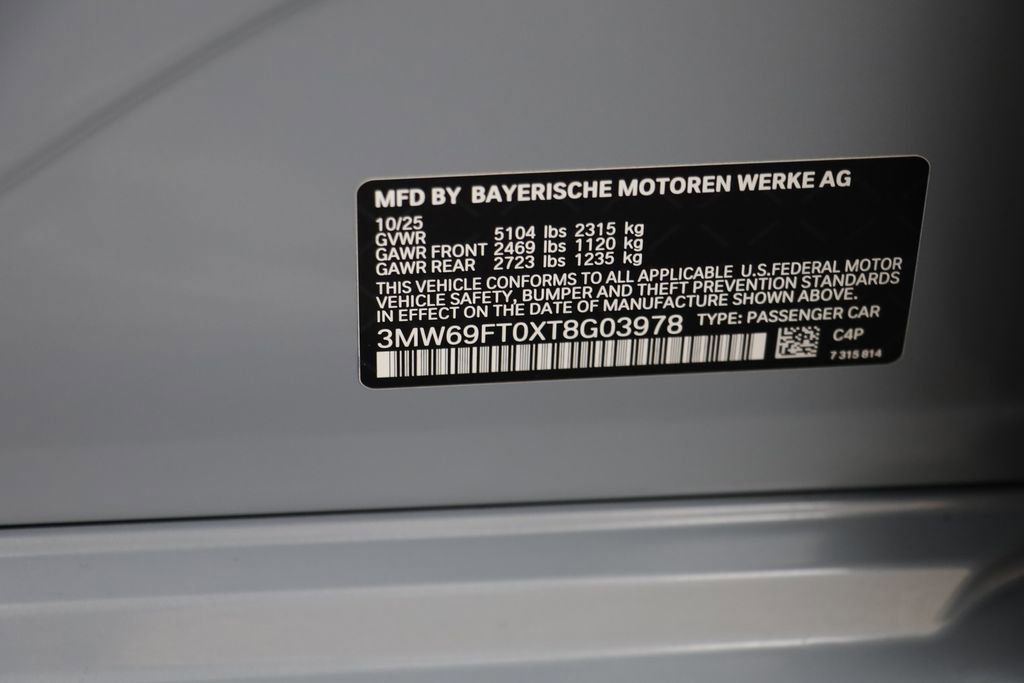 MFD BY BAYERISCHE MOTOREN WERKE AG
10/25
GVWR 5104 lbs 2315 kg
GAWR FRONT 2469 lbs 1120 kg
GAWR REAR 2723 lbs 1235 kg
THIS VEHICLE CONFORMS TO ALL APPLICABLE U.S.FEDERAL MOTOR
VEHICLE SAFETY, BUMPER AND THEFT PREVENTION STANDARDS
IN EFFECT ON THE DATE OF MANUFACTURE SHOWN ABOVE.
3MW69FT0XT8G03978 TYPE: PASSENGER CAR
C4P
7 315 814